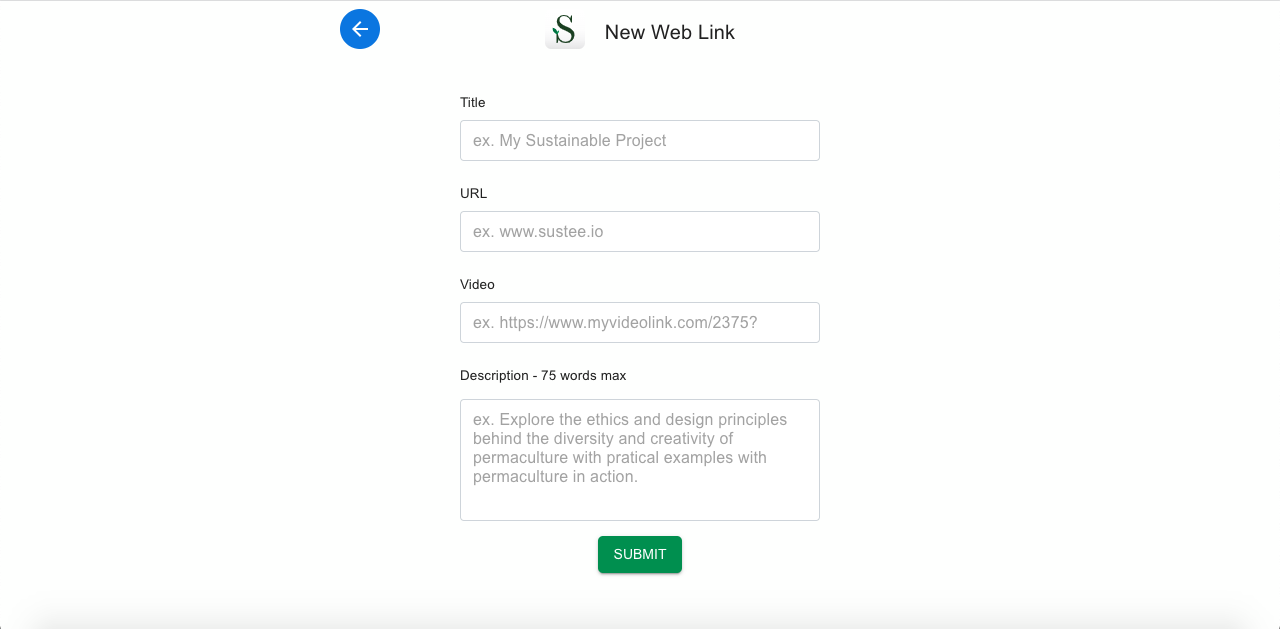 S
New Web Link
Title
ex. My Sustainable Project
URL
ex. www.sustee.io
Video
ex. https://www.myvideolink.com/2375?
Description - 75 words max
ex. Explore the ethics and design principles
behind the diversity and creativity of
permaculture with pratical examples with
permaculture in action.
SUBMIT